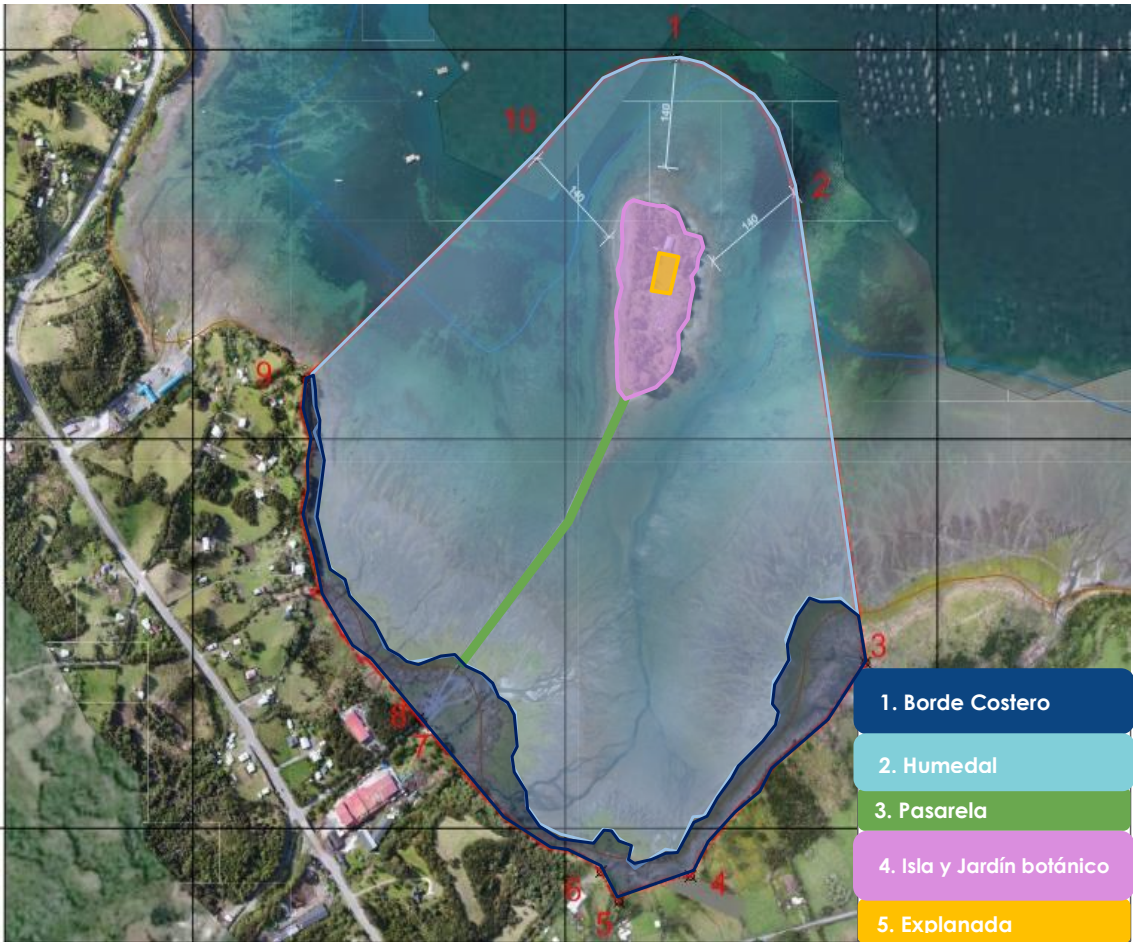 1
10
140
140
2
140
9
3
8
7
6
4
5
1. Borde Costero
2. Humedal
3. Pasarela
4. Isla y Jardín botánico
5. Explanada